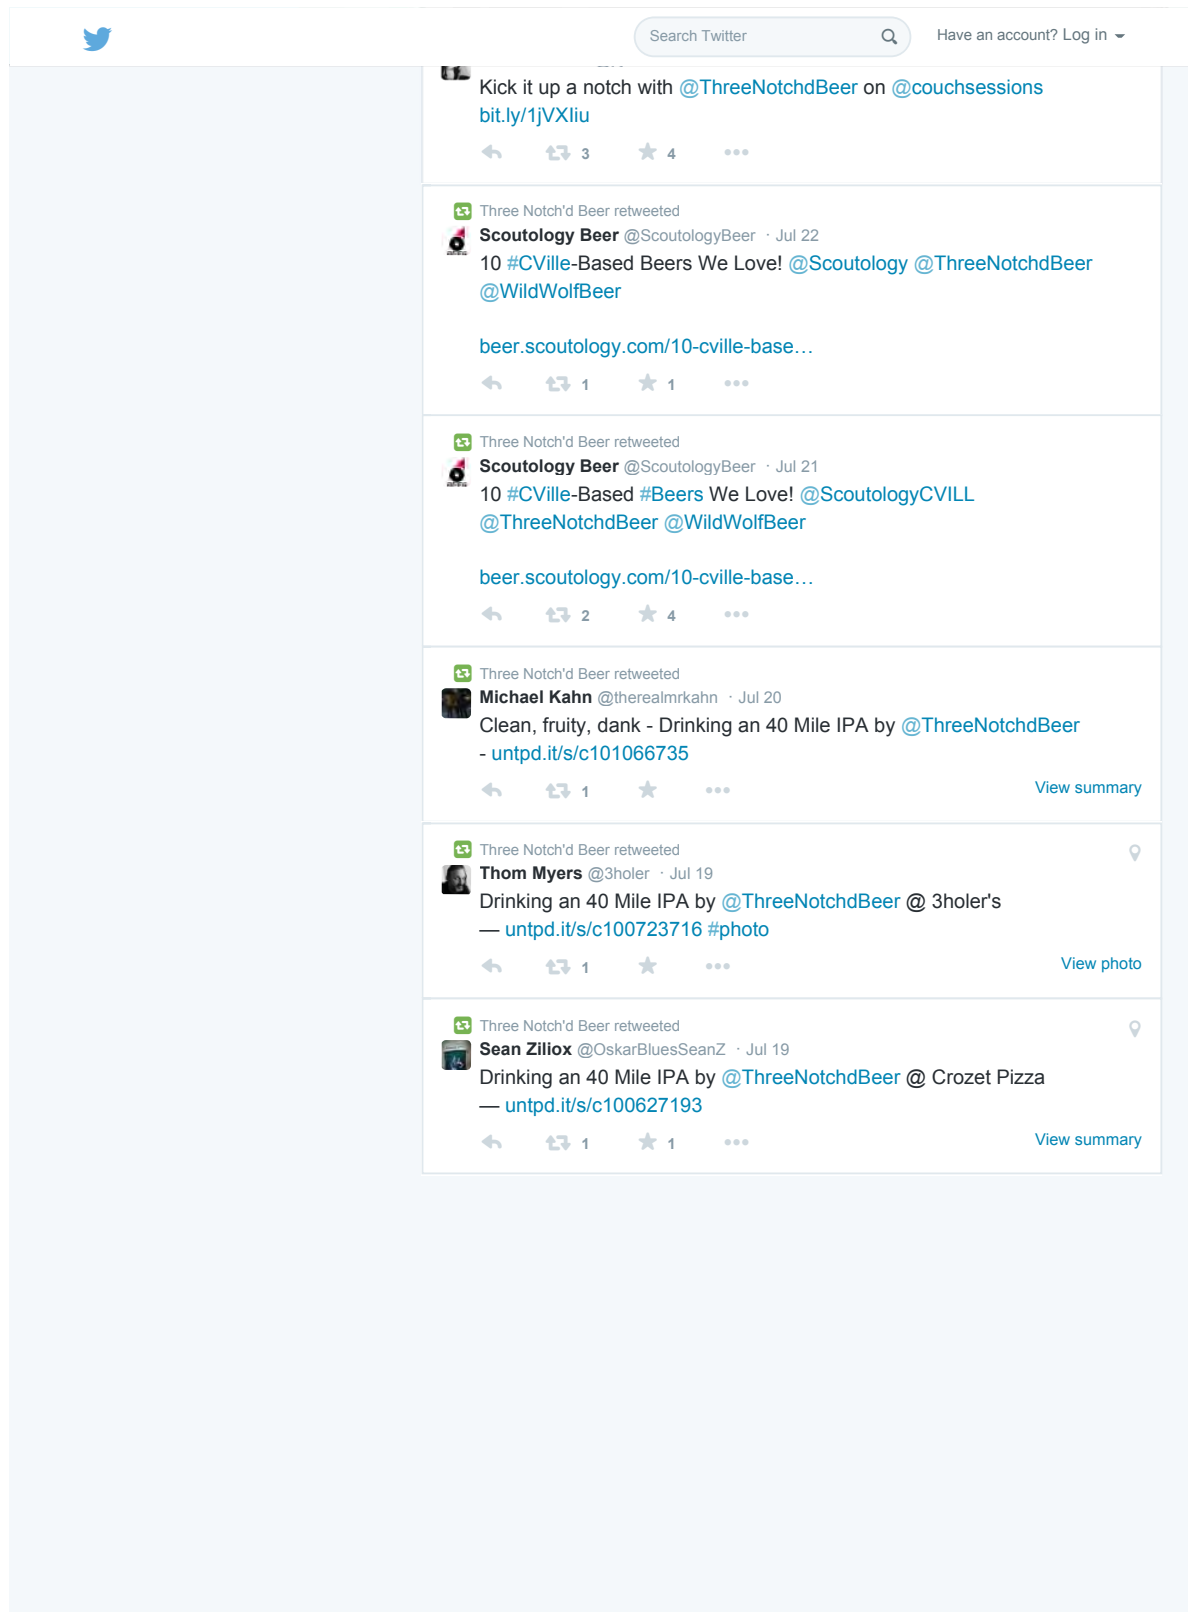 Search Twitter
Have an account? Log in
Kick it up a notch with @ThreeNotchdBeer on @couchsessions
bit.ly/1jVXIiu
3 4
Three Notch'd Beer retweeted
Scoutology Beer @ScoutologyBeer · Jul 22
10 #CVille-Based Beers We Love! @Scoutology @ThreeNotchdBeer
@WildWolfBeer
beer.scoutology.com/10-cville-base…
1 1
Three Notch'd Beer retweeted
Scoutology Beer @ScoutologyBeer · Jul 21
10 #CVille-Based #Beers We Love! @ScoutologyCVILL
@ThreeNotchdBeer @WildWolfBeer
beer.scoutology.com/10-cville-base…
2 4
Three Notch'd Beer retweeted
Michael Kahn @therealmrkahn · Jul 20
Clean, fruity, dank - Drinking an 40 Mile IPA by @ThreeNotchdBeer
- untpd.it/s/c101066735
1 View summary
Three Notch'd Beer retweeted
Thom Myers @3holer · Jul 19
Drinking an 40 Mile IPA by @ThreeNotchdBeer @ 3holer's
— untpd.it/s/c100723716 #photo
1 View photo
Three Notch'd Beer retweeted
Sean Ziliox @OskarBluesSeanZ · Jul 19
Drinking an 40 Mile IPA by @ThreeNotchdBeer @ Crozet Pizza
— untpd.it/s/c100627193
1 1 View summary